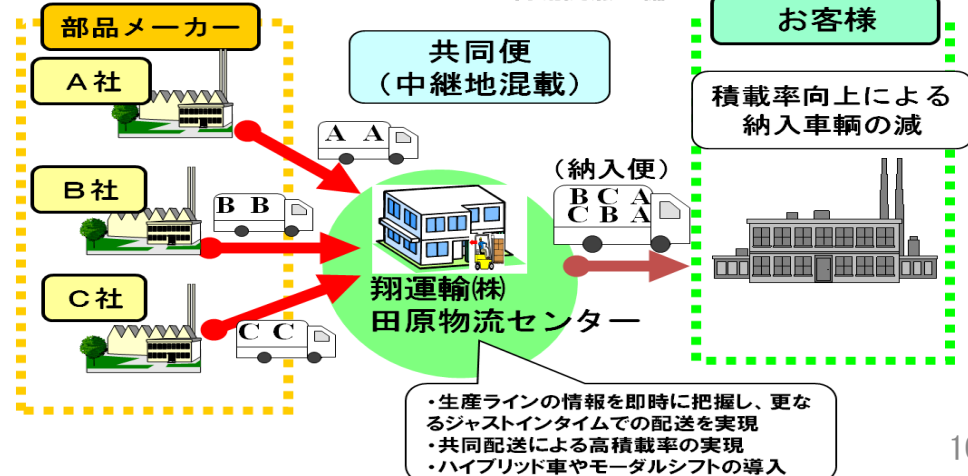 部品メーカー
お客様
A社
共同便
(中継地混載)
積載率向上による
納入車輌の減
A A
B社
B B
(納入便)
B C A
C B A
C社
C C
翔運輸㈱
田原物流センター
・生産ラインの情報を即時に把握し、更な
るジャストインタイムでの配送を実現
・共同配送による高積載率の実現
・ハイブリッド車やモーダルシフトの導入